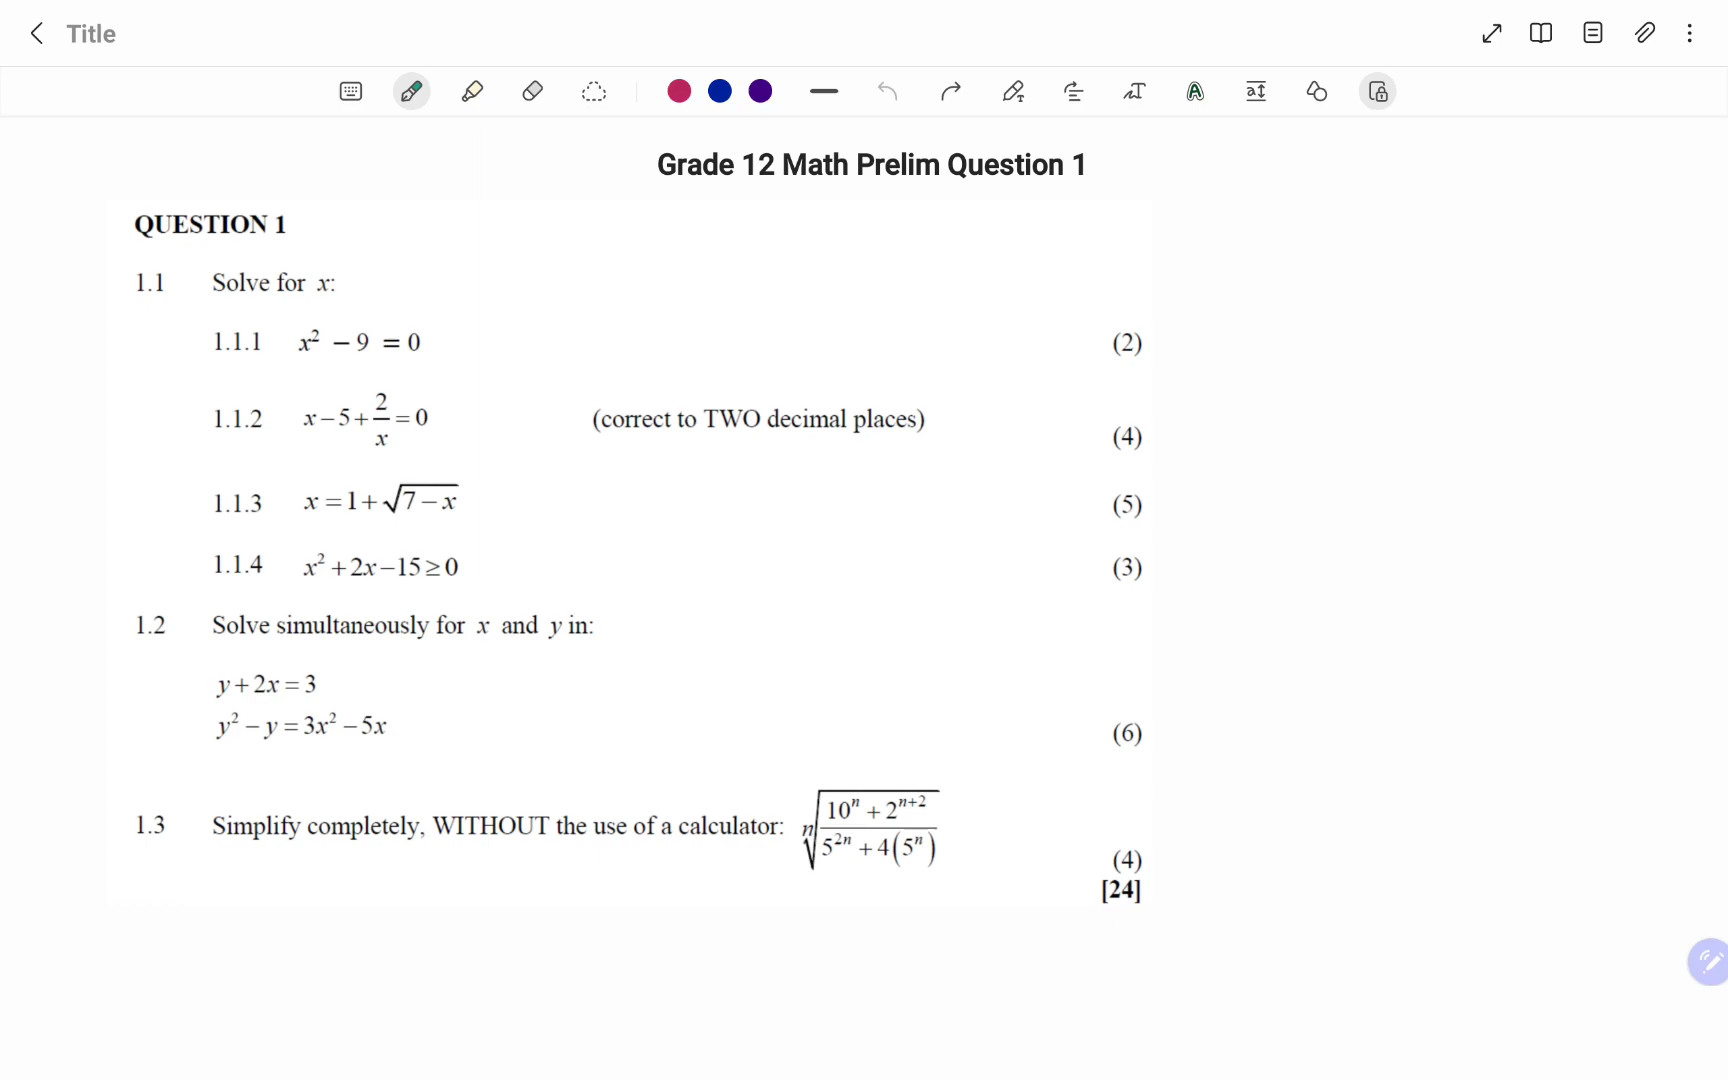 Title
Grade 12 Math Prelim Question 1
QUESTION 1
1.1 Solve for x:
1.1.1 x² − 9 = 0 (2)
1.1.2 x − 5 + 2/x = 0 (correct to TWO decimal places) (4)
1.1.3 x = 1 + √(7 − x) (5)
1.1.4 x² + 2x − 15 ≥ 0 (3)
1.2 Solve simultaneously for x and y in:
y + 2x = 3
y² − y = 3x² − 5x (6)
1.3 Simplify completely, WITHOUT the use of a calculator: ⁿ√((10ⁿ + 2ⁿ⁺²)/(5²ⁿ + 4(5ⁿ))) (4)
[24]